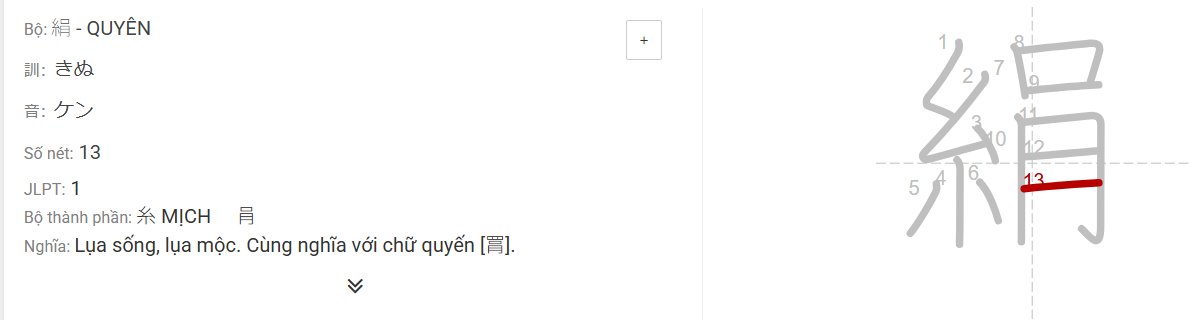 Bộ: 絹 - QUYÊN
+
訓: きぬ
音: ケン
Số nét: 13
JLPT: 1
Bộ thành phần: 糸 MỊCH 肙
Nghĩa: Lụa sống, lụa mộc. Cùng nghĩa với chữ quyến [罥].
絹
1
2
3
4
5
6
7
8
9
10
11
12
13